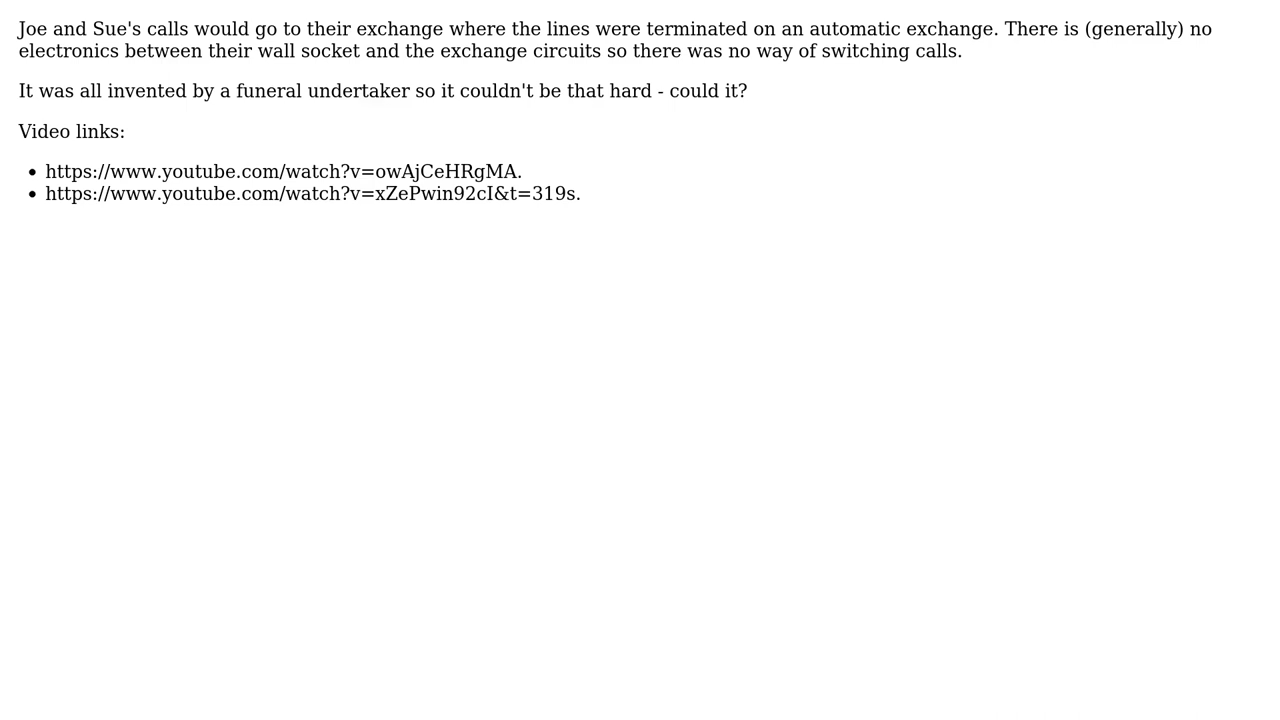 Joe and Sue's calls would go to their exchange where the lines were terminated on an automatic exchange. There is (generally) no
electronics between their wall socket and the exchange circuits so there was no way of switching calls.
It was all invented by a funeral undertaker so it couldn't be that hard - could it?
Video links:
• https://www.youtube.com/watch?v=owAjCeHRgMA.
• https://www.youtube.com/watch?v=xZePwin92cI&t=319s.